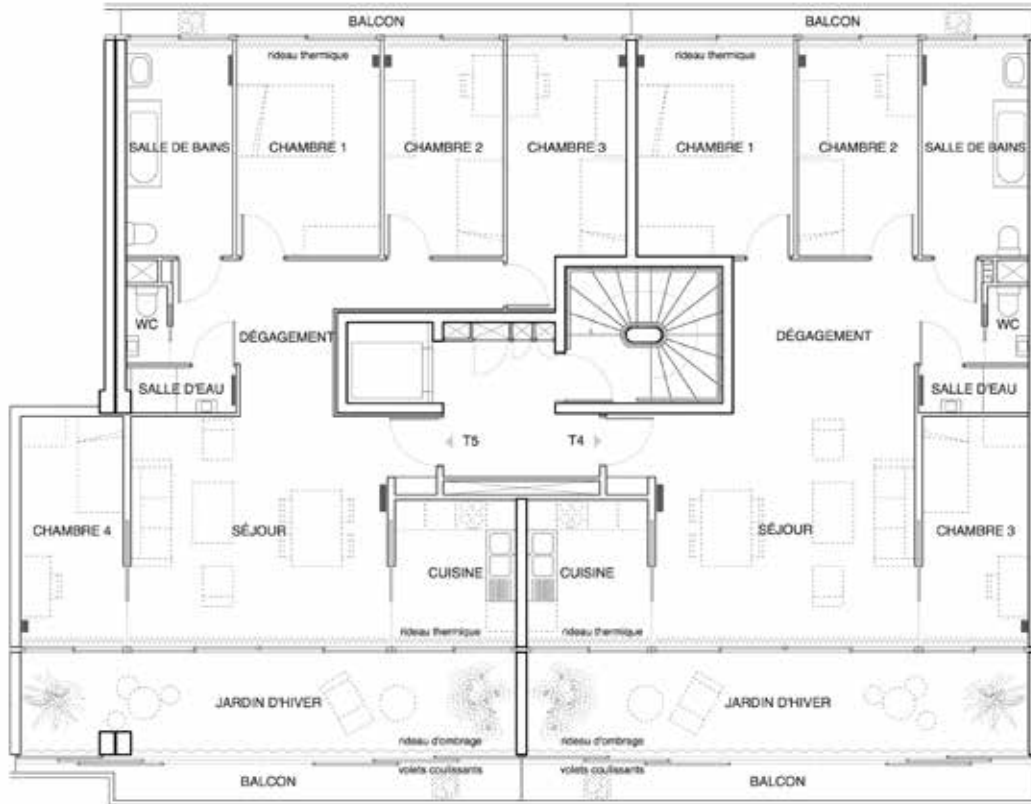 BALCON BALCON
rideau thermique rideau thermique
SALLE DE BAINS CHAMBRE 1 CHAMBRE 2 CHAMBRE 3 CHAMBRE 1 CHAMBRE 2 SALLE DE BAINS
WC WC
DÉGAGEMENT DÉGAGEMENT
SALLE D'EAU SALLE D'EAU
T5 T4
CHAMBRE 4 SÉJOUR SÉJOUR CHAMBRE 3
CUISINE CUISINE
rideau thermique rideau thermique
JARDIN D'HIVER JARDIN D'HIVER
rideau d'ombrage rideau d'ombrage
volets coulissants volets coulissants
BALCON BALCON